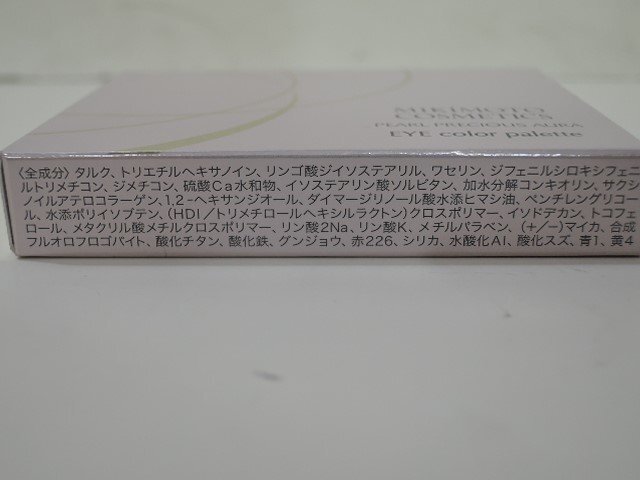 MIKIMOTO
COSMETICS
PEARL PRECIOUS AURA
EYE color palette
〈全成分〉タルク、トリエチルヘキサノイン、リンゴ酸ジイソステアリル、ワセリン、ジフェニルシロキシフェニ
ルトリメチコン、ジメチコン、硫酸Ca水和物、イソステアリン酸ソルビタン、加水分解コンキオリン、サクシ
ノイルアテロコラーゲン、1,2-ヘキサンジオール、ダイマージリノール酸水添ヒマシ油、ペンチレングリコー
ル、水添ポリイソブテン、(HDI/トリメチロールヘキシルラクトン)クロスポリマー、イソドデカン、トコフェ
ロール、メタクリル酸メチルクロスポリマー、リン酸2Na、リン酸K、メチルパラベン、(+/−)マイカ、合成
フルオロフロゴパイト、酸化チタン、酸化鉄、グンジョウ、赤226、シリカ、水酸化Al、酸化スズ、青1、黄4